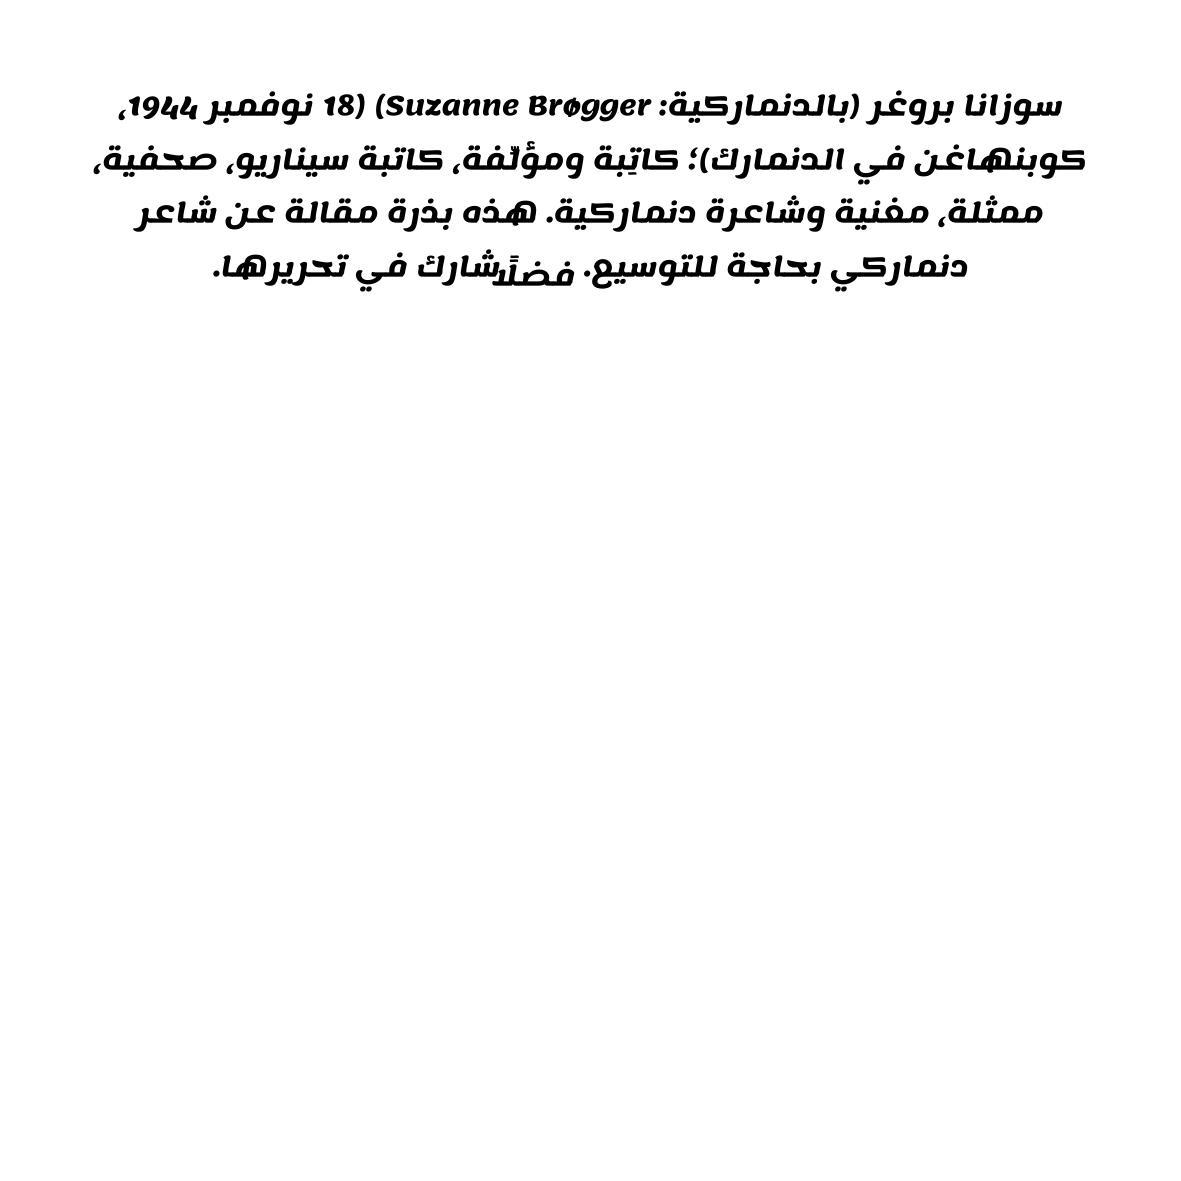 سوزانا بروغر (بالدنماركية: Suzanne Brøgger) (18 نوفمبر 1944،
كوبنهاغن في الدنمارك)؛ كاتِبة ومؤلّفة، كاتبة سيناريو، صحفية،
ممثلة، مغنية وشاعرة دنماركية. هذه بذرة مقالة عن شاعر
دنماركي بحاجة للتوسيع. فضلًا شارك في تحريرها.